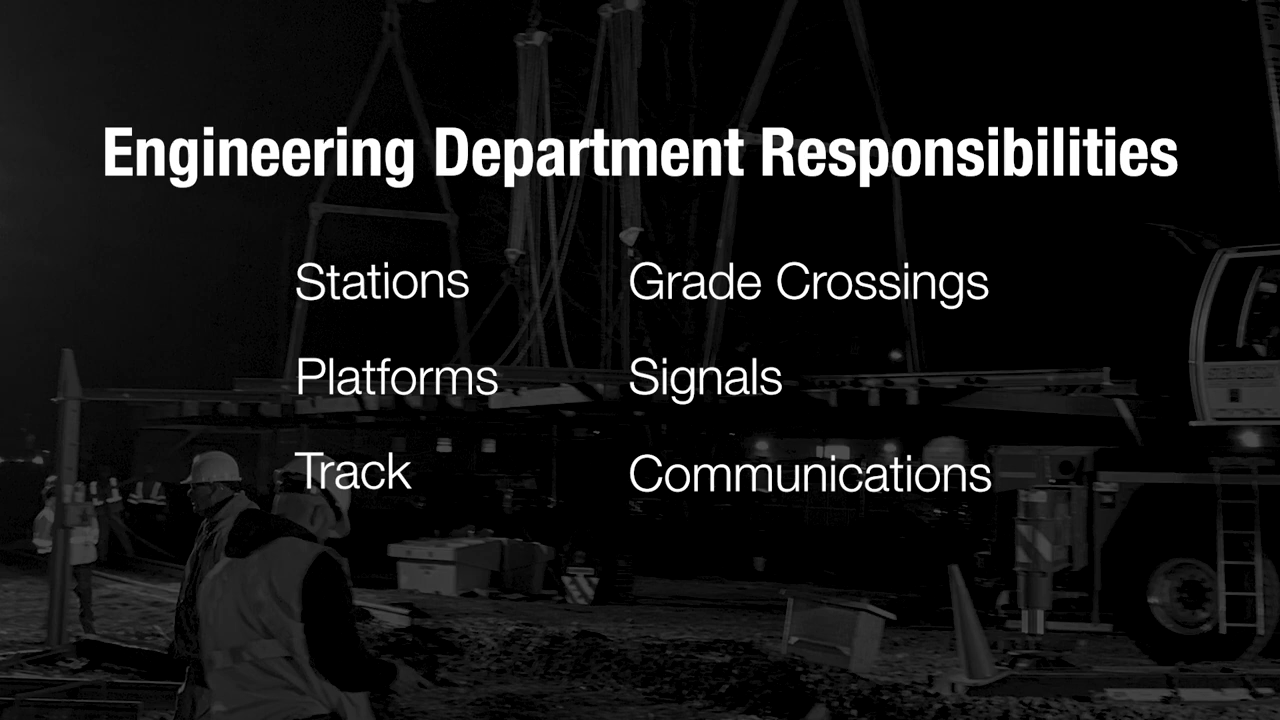 Engineering Department Responsibilities
Stations
Platforms
Track
Grade Crossings
Signals
Communications